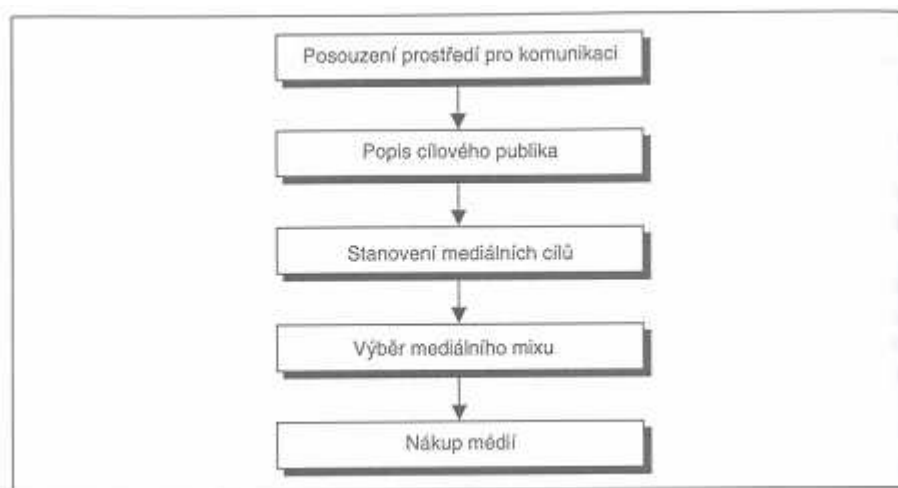 Posouzení prostředí pro komunikaci
Popis cílového publika
Stanovení mediálních cílů
Výběr mediálního mixu
Nákup médií